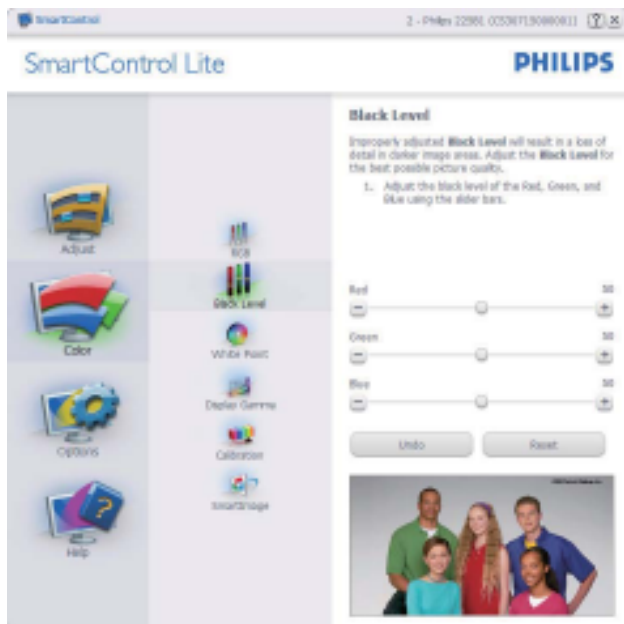 SmartControl
SmartControl Lite
PHILIPS
Adjust
Color
Options
Help
RGB
Black Level
White Point
Display Gamma
Calibration
SmartImage
Black Level
Improperly adjusted Black Level will result in a loss of
detail in darker image areas. Adjust the Black Level for
the best possible picture quality.
1. Adjust the black level of the Red, Green, and
Blue using the slider bars.
Red 50
Green 50
Blue 50
Undo Reset